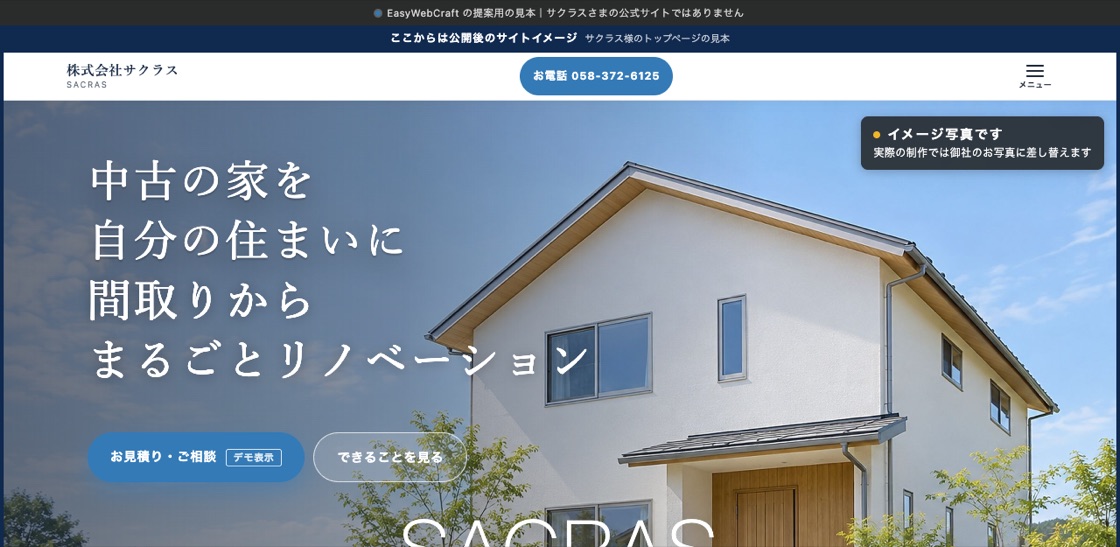 EasyWebCraft の提案用の見本｜サクラスさまの公式サイトではありません
ここからは公開後のサイトイメージ サクラス様のトップページの見本
株式会社サクラス
SACRAS
お電話 058-372-6125
メニュー
イメージ写真です
実際の制作では御社のお写真に差し替えます
中古の家を
自分の住まいに
間取りから
まるごとリノベーション
お見積り・ご相談 デモ表示
できることを見る
SACRAS